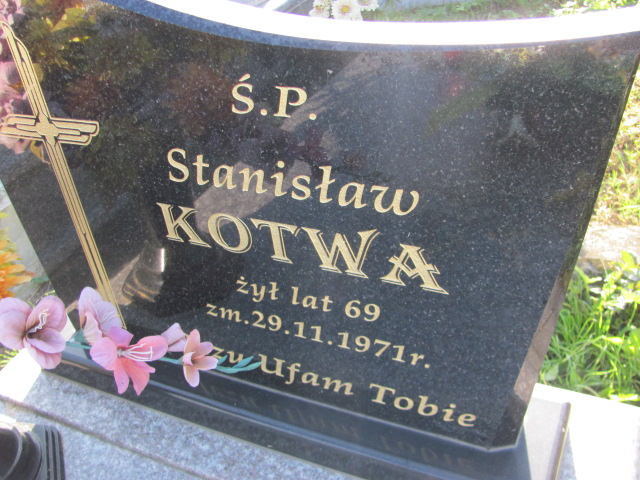 Ś.P.
Stanisław
KOTWA
żył lat 69
zm.29.11.1971r.
Ufam Tobie